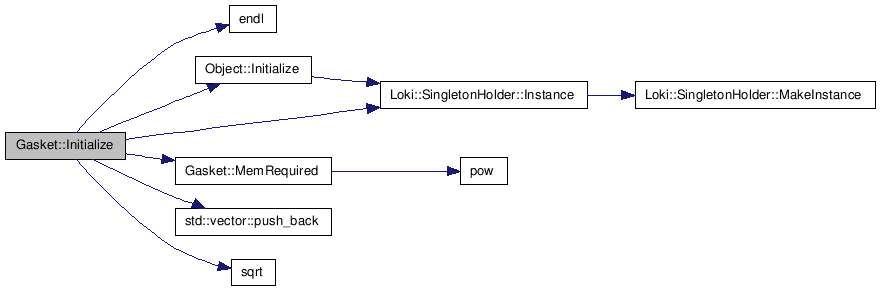 endl
Object::Initialize
Loki::SingletonHolder::Instance
Loki::SingletonHolder::MakeInstance
Gasket::Initialize
Gasket::MemRequired
pow
std::vector::push_back
sqrt